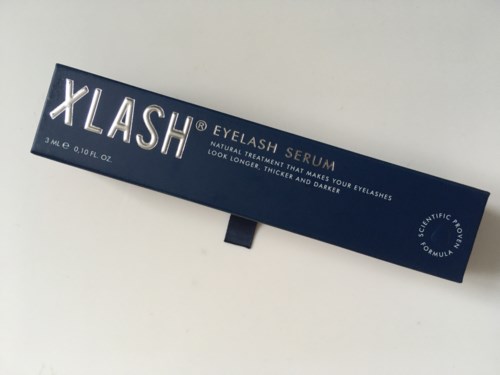 XLASH® EYELASH SERUM
NATURAL TREATMENT THAT MAKES YOUR EYELASHES
LOOK LONGER, THICKER AND DARKER
3 ML ℮ 0,10 FL. OZ.
SCIENTIFIC PROVEN
FORMULA